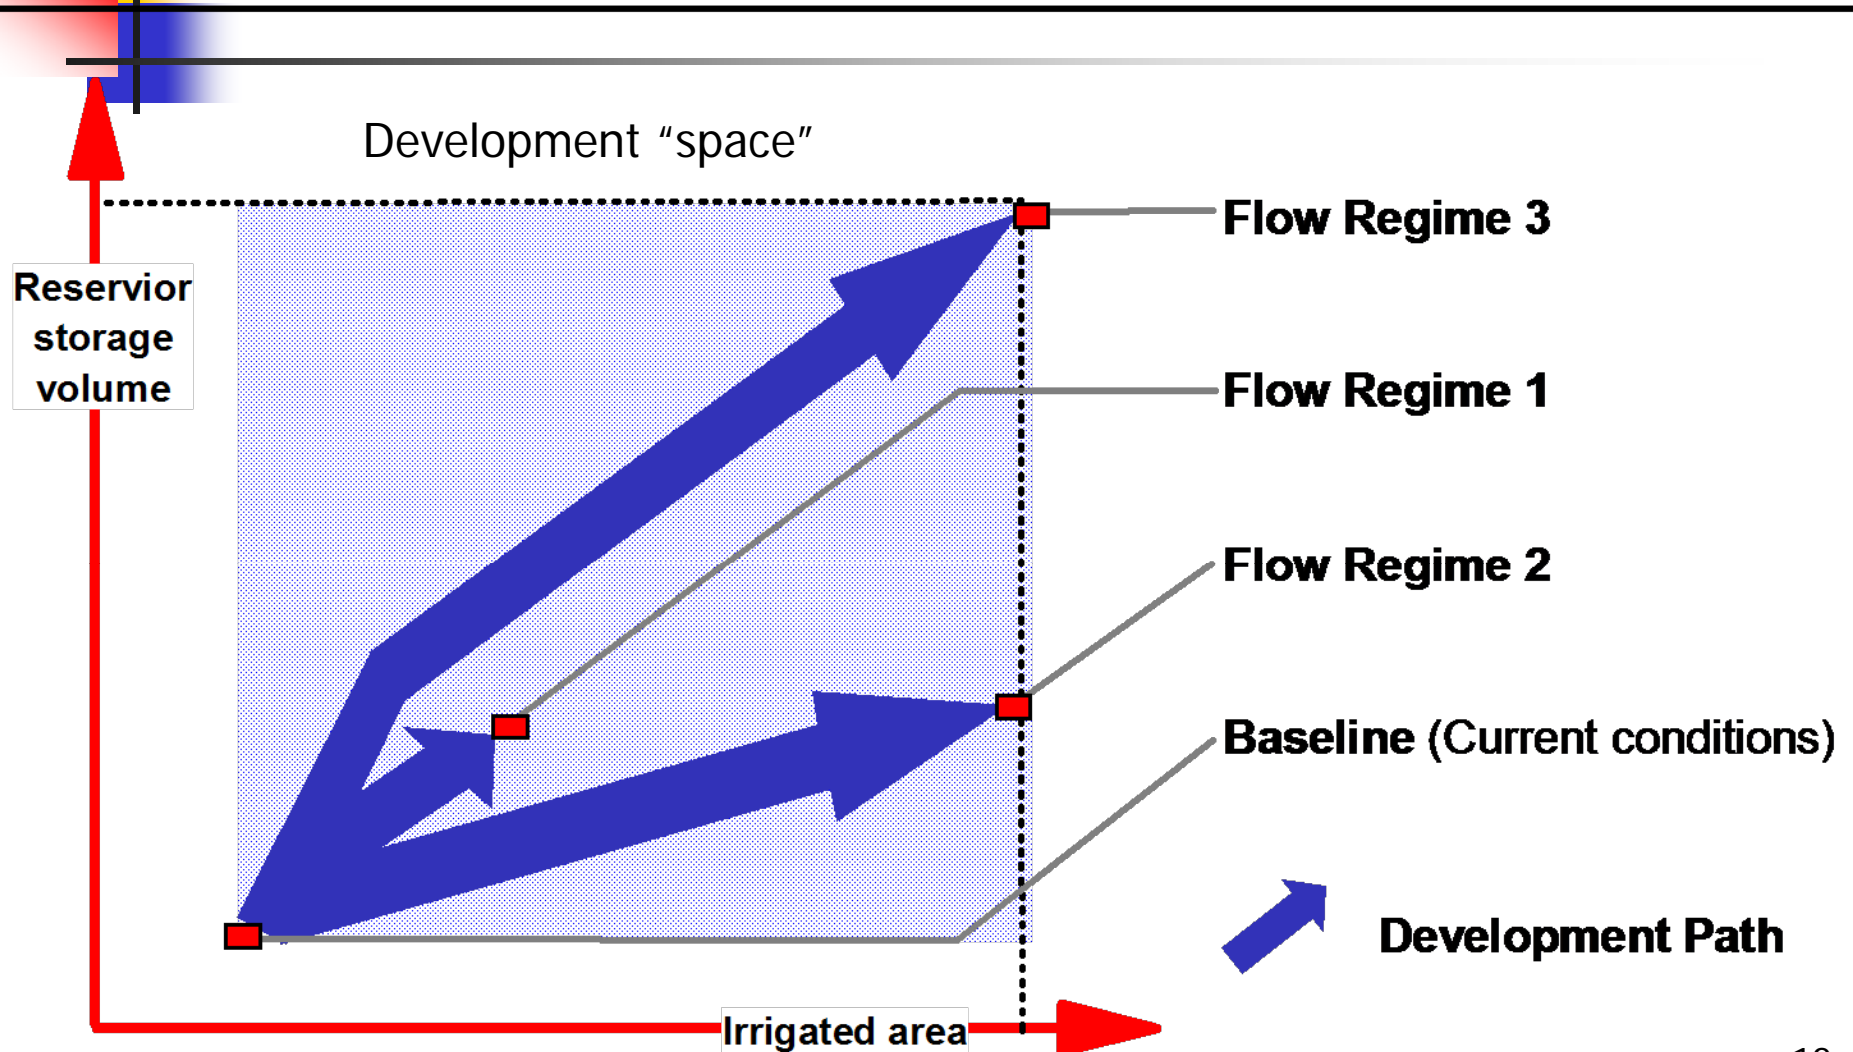 Development “space”
Flow Regime 3
Reservior
storage
volume
Flow Regime 1
Flow Regime 2
Baseline (Current conditions)
Development Path
Irrigated area